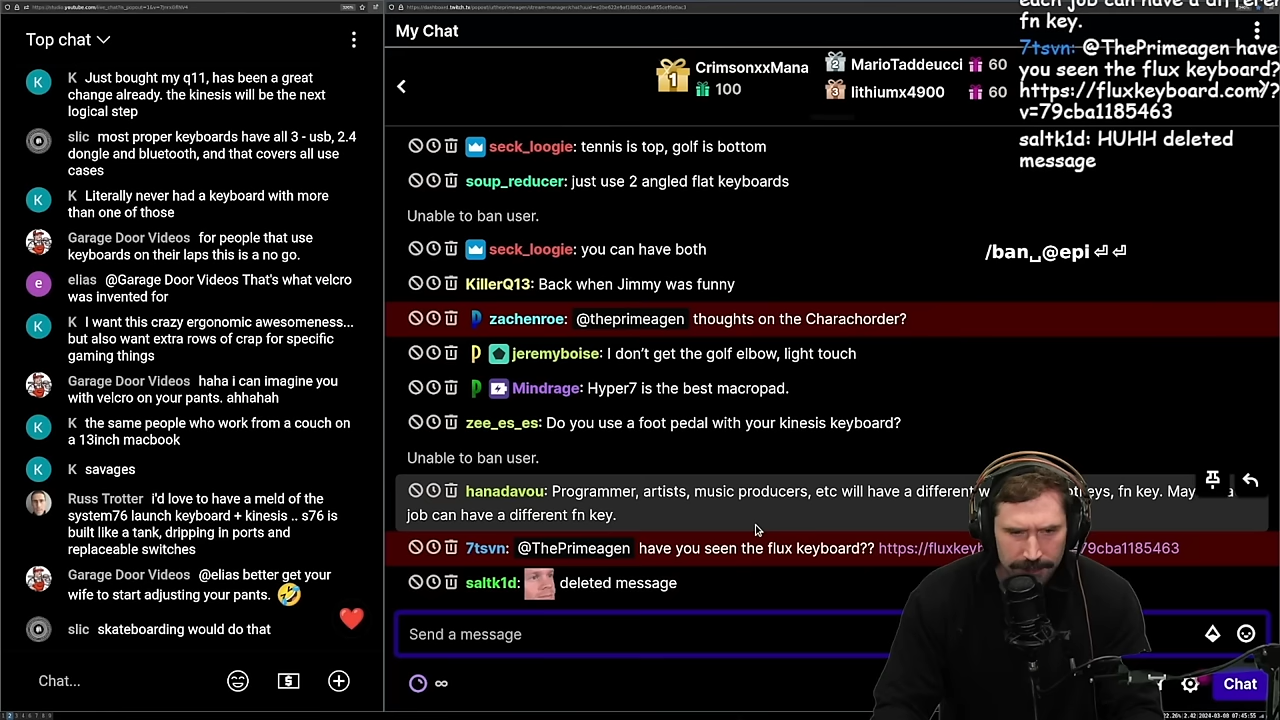 Top chat
K Just bought my q11, has been a great
change already. the kinesis will be the next
logical step
slic most proper keyboards have all 3 - usb, 2.4
dongle and bluetooth, and that covers all use
cases
K Literally never had a keyboard with more
than one of those
Garage Door Videos for people that use
keyboards on their laps this is a no go.
elias @Garage Door Videos That's what velcro
was invented for
K I want this crazy ergonomic awesomeness...
but also want extra rows of crap for specific
gaming things
Garage Door Videos haha i can imagine you
with velcro on your pants. ahhahah
K the same people who work from a couch on
a 13inch macbook
K savages
Russ Trotter i'd love to have a meld of the
system76 launch keyboard + kinesis .. s76 is
built like a tank, dripping in ports and
replaceable switches
Garage Door Videos @elias better get your
wife to start adjusting your pants. 🤣
slic skateboarding would do that
Chat...
My Chat
1 CrimsonxxMana
100
2 MarioTaddeucci 60
3 lithiumx4900 60
seck_loogie: tennis is top, golf is bottom
soup_reducer: just use 2 angled flat keyboards
Unable to ban user.
seck_loogie: you can have both
KillerQ13: Back when Jimmy was funny
zachenroe: @theprimeagen thoughts on the Charachorder?
jeremyboise: I don't get the golf elbow, light touch
Mindrage: Hyper7 is the best macropad.
zee_es_es: Do you use a foot pedal with your kinesis keyboard?
Unable to ban user.
hanadavou: Programmer, artists, music producers, etc will have a different fn key. May
job can have a different fn key.
7tsvn: @ThePrimeagen have you seen the flux keyboard?? 79cba1185463
saltk1d: deleted message
Send a message
Chat
each job can have a different
fn key.
7tsvn: @ThePrimeagen have
you seen the flux keyboard?
https://fluxkeyboard.com/?
v=79cba1185463
saltk1d: HUHH deleted
message
/ban␣@epi⏎⏎